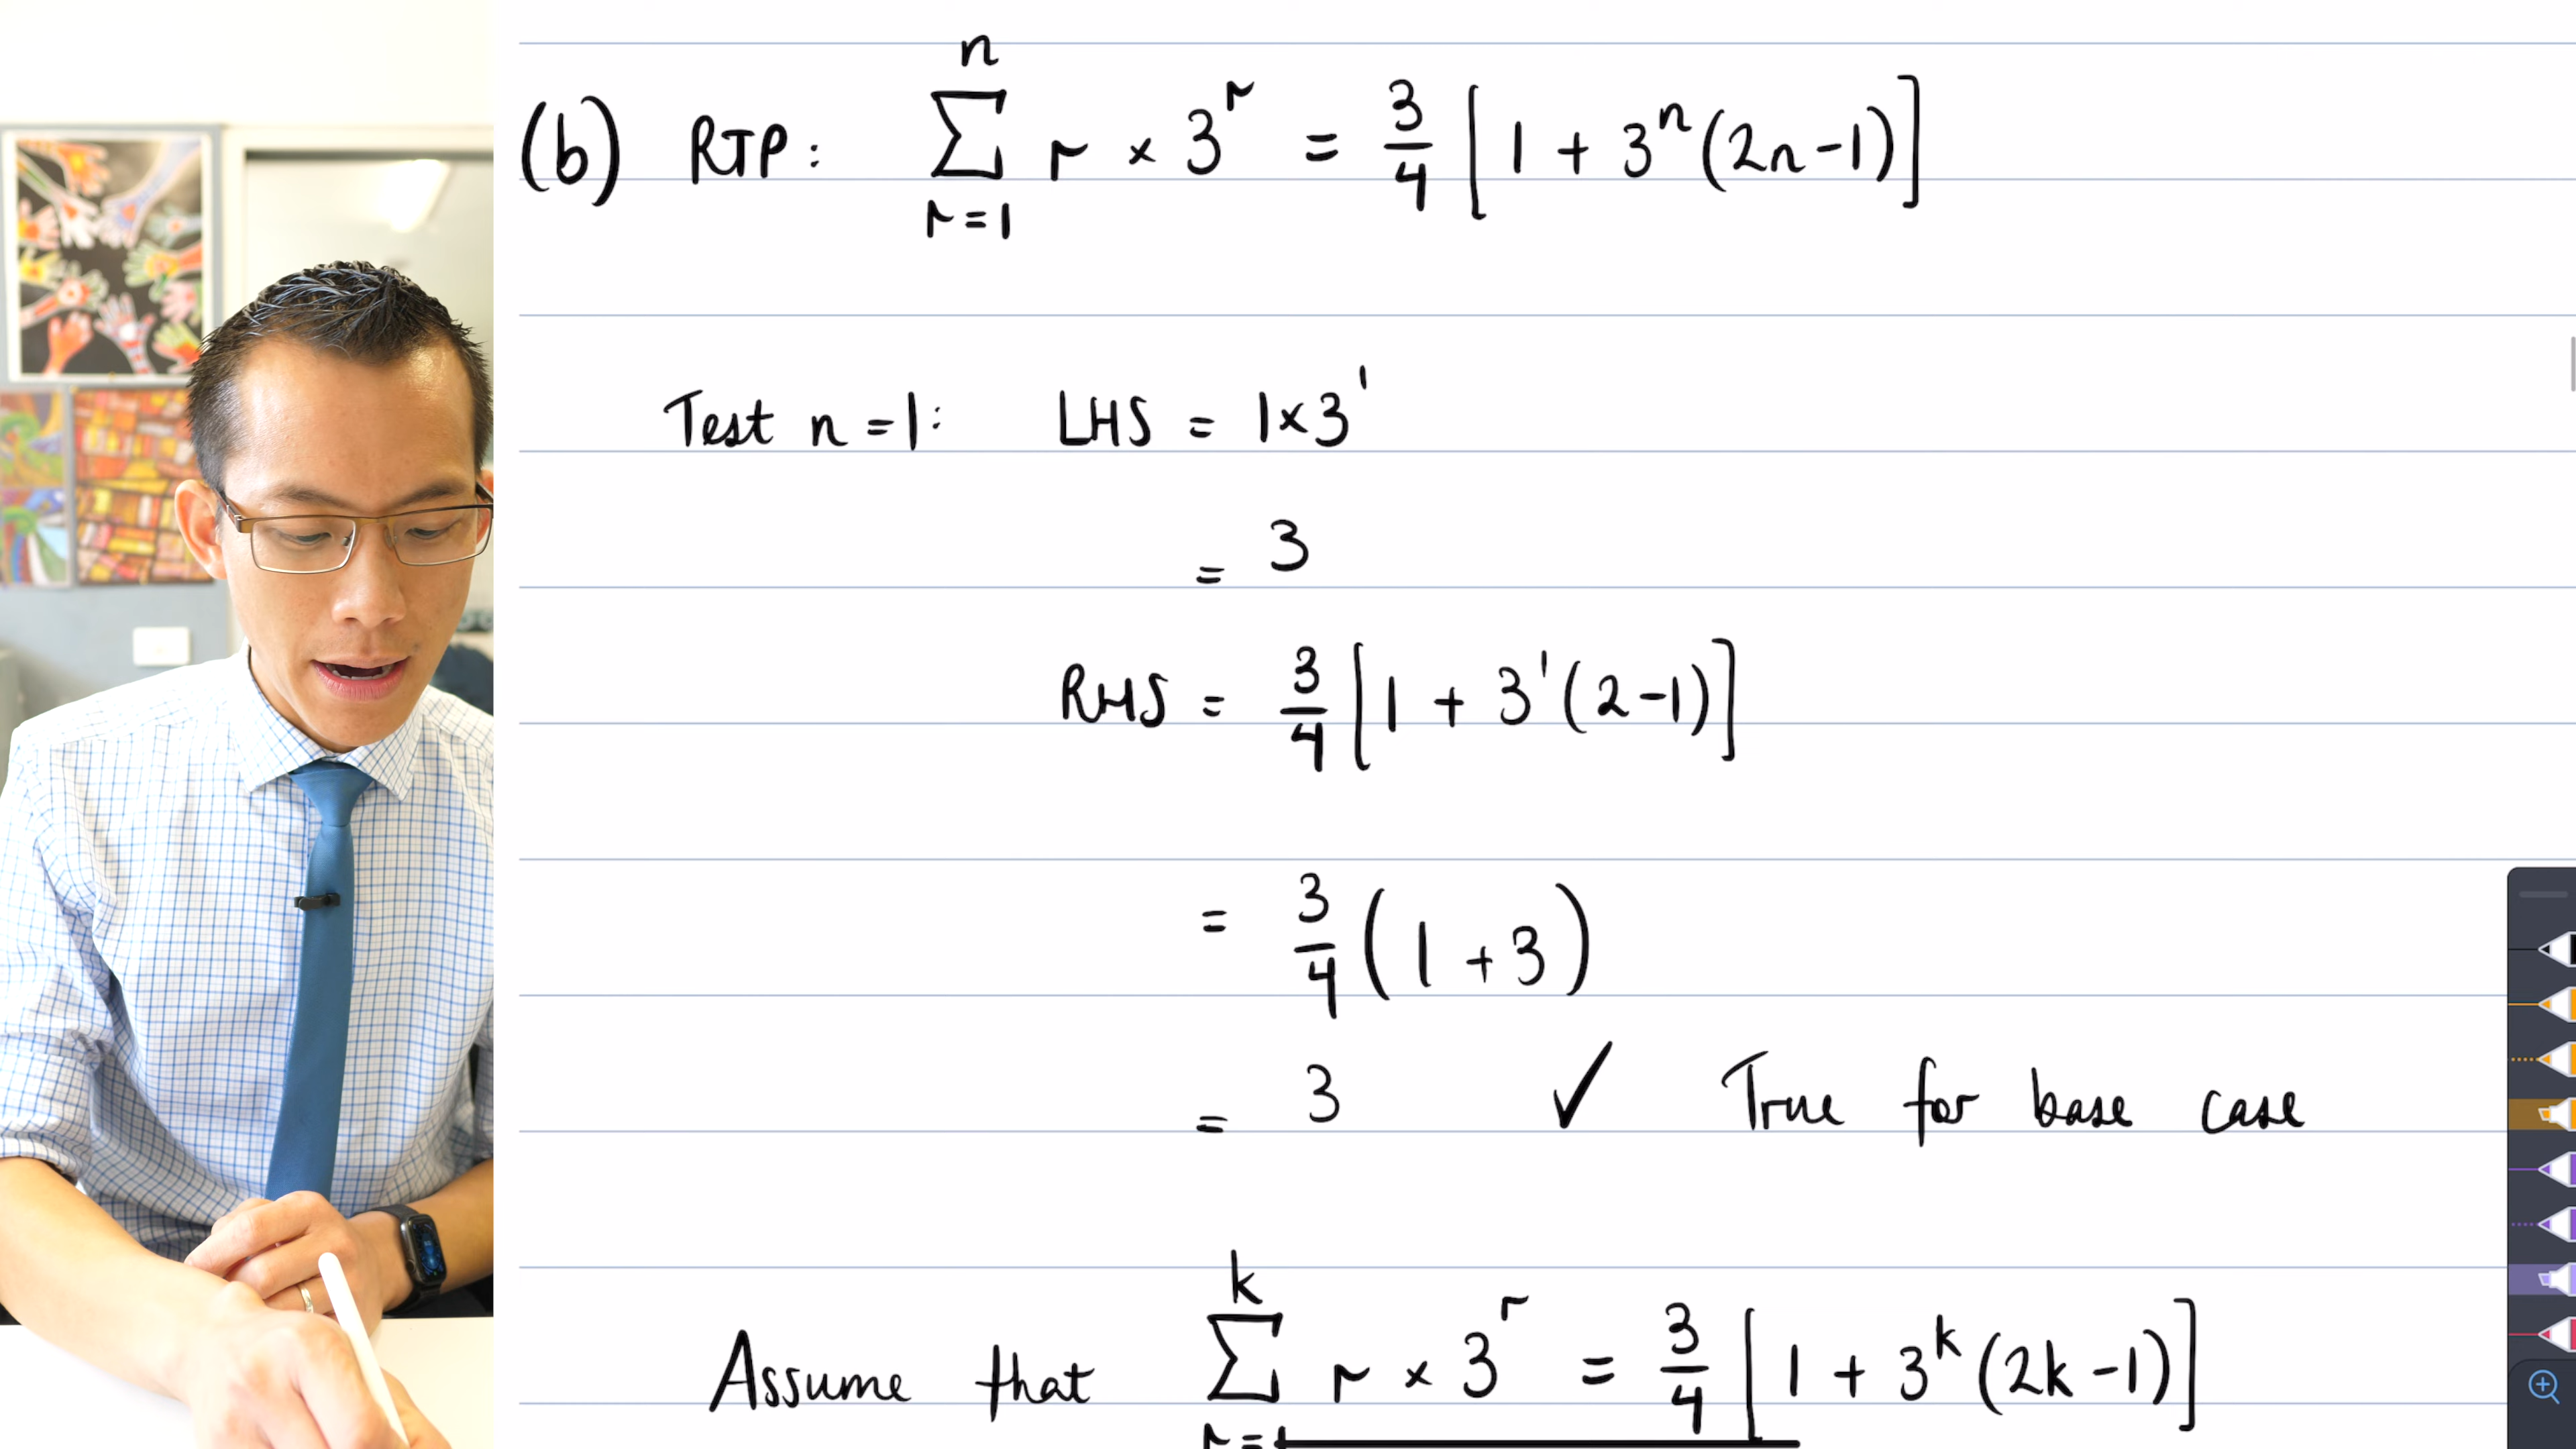 (b) RTP: n ∑ r=1 r × 3^r = 3/4 [1 + 3^n(2n-1)]
Test n=1: LHS = 1×3^1
= 3
RHS = 3/4 [1 + 3^1(2-1)]
= 3/4 (1+3)
= 3 ✓ True for base case
Assume that k ∑ r=1 r × 3^r = 3/4 [1 + 3^k(2k-1)]